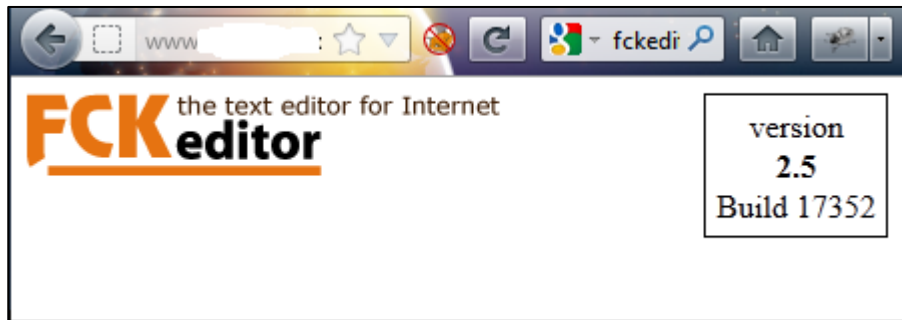 www
fckedi
FCK the text editor for Internet
editor
version
2.5
Build 17352